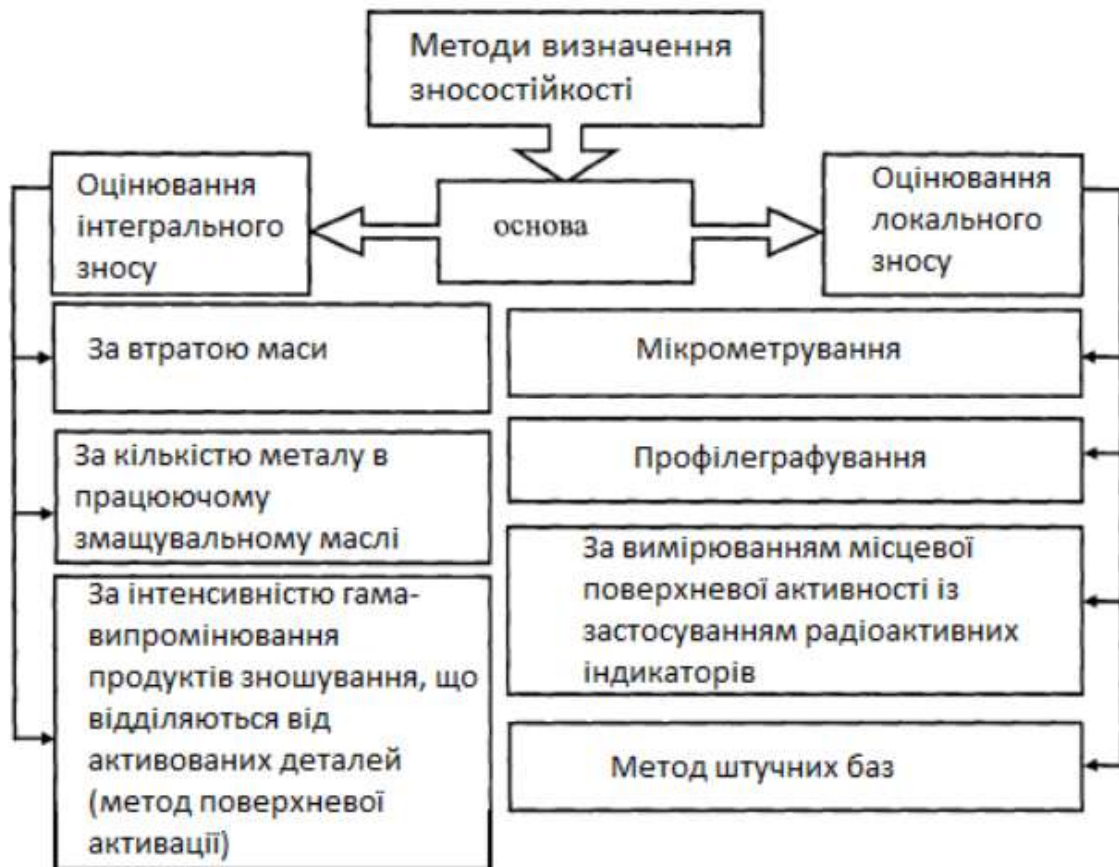 Методи визначення
зносостійкості
Оцінювання
інтегрального
зносу
основа
Оцінювання
локального
зносу
За втратою маси
За кількістю металу в
працюючому
змащувальному маслі
За інтенсивністю гама-
випромінювання
продуктів зношування, що
відділяються від
активованих деталей
(метод поверхневої
активації)
Мікрометрування
Профілеграфування
За вимірюванням місцевої
поверхневої активності із
застосуванням радіоактивних
індикаторів
Метод штучних баз